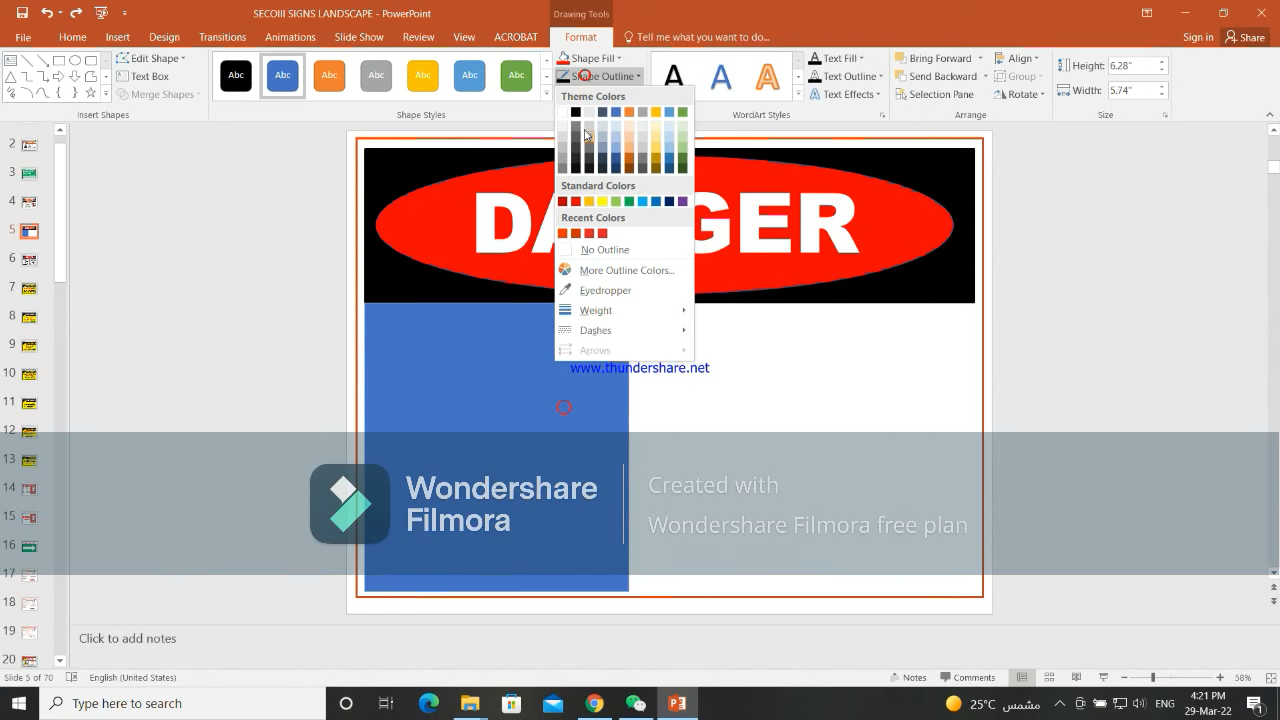 SECOIII SIGNS LANDSCAPE - PowerPoint
Drawing Tools
File
Home
Insert
Design
Transitions
Animations
Slide Show
Review
View
ACROBAT
Format
Tell me what you want to do...
Sign in
Share
Edit Shape
Text Box
Merge Shapes
Abc
Abc
Abc
Abc
Abc
Abc
Abc
Shape Fill
Shape Outline
A
A
A
Text Fill
Text Outline
Text Effects
Bring Forward
Send Backward
Selection Pane
Align
Group
Rotate
Height:
6.28"
Width:
5.74"
Insert Shapes
Shape Styles
WordArt Styles
Arrange
Size
Theme Colors
Standard Colors
Recent Colors
No Outline
More Outline Colors...
Eyedropper
Weight
Dashes
Arrows
GER
www.thundershare.net
7
8
9
10
11
12
13
14
15
16
17
18
19
20
Wondershare
Filmora
Created with
Wondershare Filmora free plan
Click to add notes
Slide 5 of 70
English (United States)
Notes
Comments
58%
Type here to search
25°C
مشمس
4:21 PM
29-Mar-22